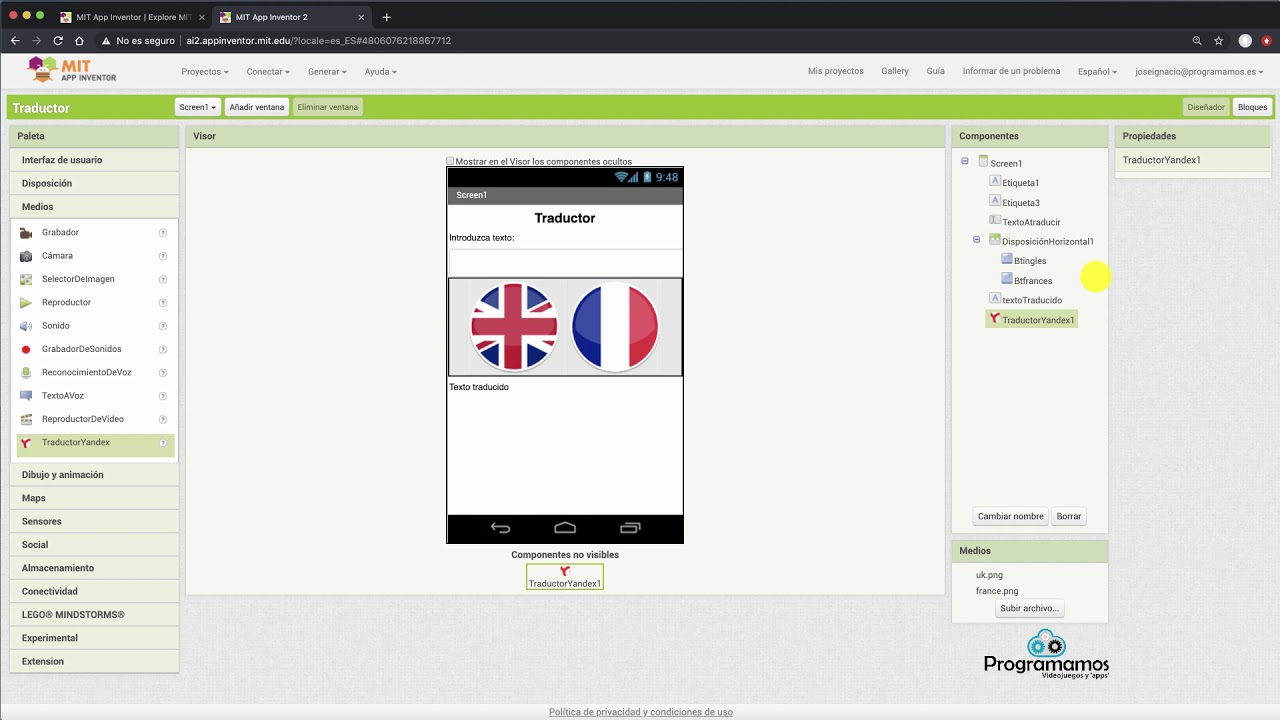 MIT App Inventor | Explore MIT
MIT App Inventor 2
No es seguro | ai2.appinventor.mit.edu/?locale=es_ES#4806076218867712
MIT
APP INVENTOR
Proyectos
Conectar
Generar
Ayuda
Mis proyectos
Gallery
Guía
Informar de un problema
Español
joseignacio@programamos.es
Traductor
Screen1
Añadir ventana
Eliminar ventana
Diseñador
Bloques
Paleta
Interfaz de usuario
Disposición
Medios
Grabador
Cámara
SelectorDeImagen
Reproductor
Sonido
GrabadorDeSonidos
ReconocimientoDeVoz
TextoAVoz
ReproductorDeVídeo
TraductorYandex
Dibujo y animación
Maps
Sensores
Social
Almacenamiento
Conectividad
LEGO® MINDSTORMS®
Experimental
Extension
Visor
Mostrar en el Visor los componentes ocultos
9:48
Screen1
Traductor
Introduzca texto:
Texto traducido
Componentes no visibles
TraductorYandex1
Componentes
Screen1
Etiqueta1
Etiqueta3
TextoAtraducir
DisposiciónHorizontal1
Btingles
Btfrances
textoTraducido
TraductorYandex1
Cambiar nombre
Borrar
Medios
uk.png
france.png
Subir archivo...
Propiedades
TraductorYandex1
Programamos
Videojuegos y 'apps'
Política de privacidad y condiciones de uso